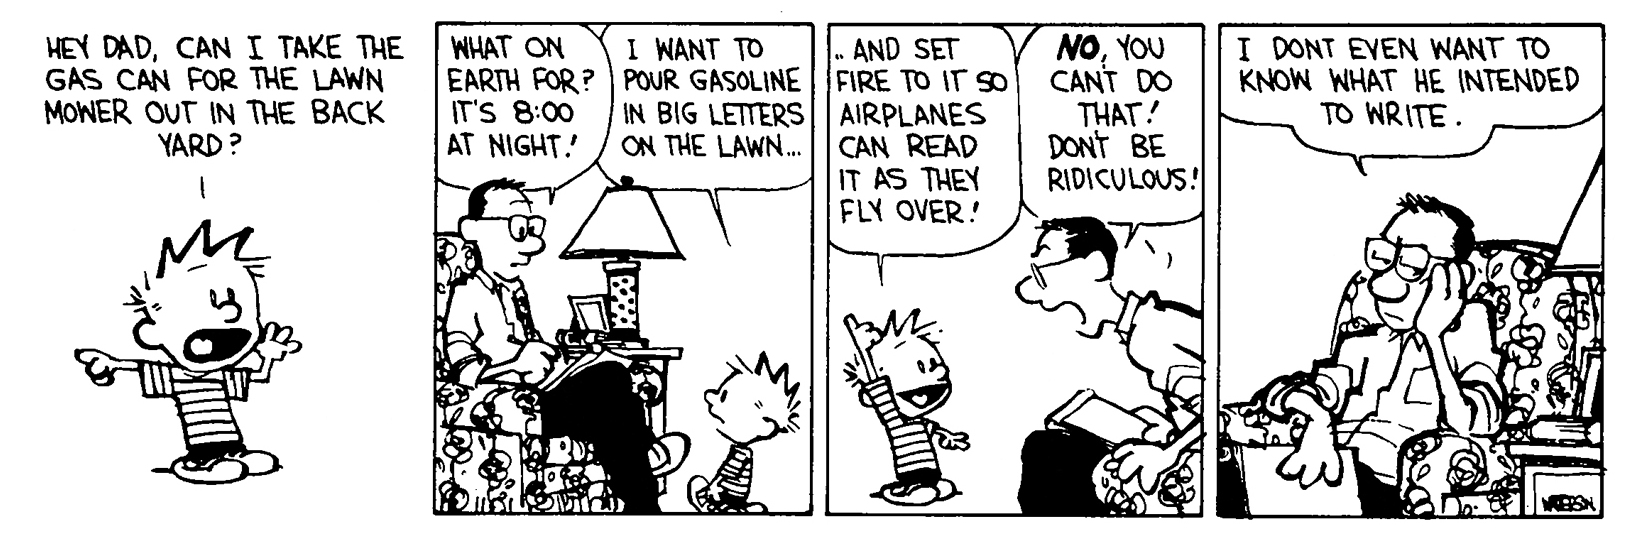 HEY DAD, CAN I TAKE THE
GAS CAN FOR THE LAWN
MOWER OUT IN THE BACK
YARD?
WHAT ON
EARTH FOR?
IT'S 8:00
AT NIGHT!
I WANT TO
POUR GASOLINE
IN BIG LETTERS
ON THE LAWN...
.. AND SET
FIRE TO IT SO
AIRPLANES
CAN READ
IT AS THEY
FLY OVER!
NO, YOU
CAN'T DO
THAT!
DON'T BE
RIDICULOUS!
I DONT EVEN WANT TO
KNOW WHAT HE INTENDED
TO WRITE.